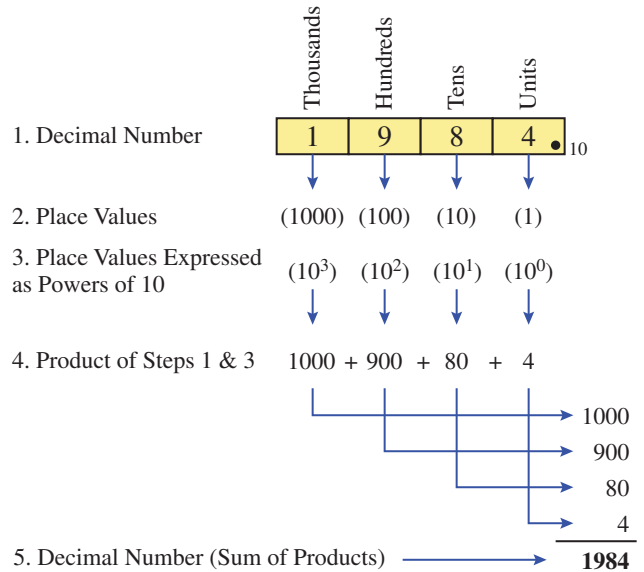 Thousands Hundreds Tens Units
1. Decimal Number 1 9 8 4 . 10
2. Place Values (1000) (100) (10) (1)
3. Place Values Expressed
as Powers of 10 (10³) (10²) (10¹) (10⁰)
4. Product of Steps 1 & 3 1000 + 900 + 80 + 4
1000
900
80
4
5. Decimal Number (Sum of Products) 1984